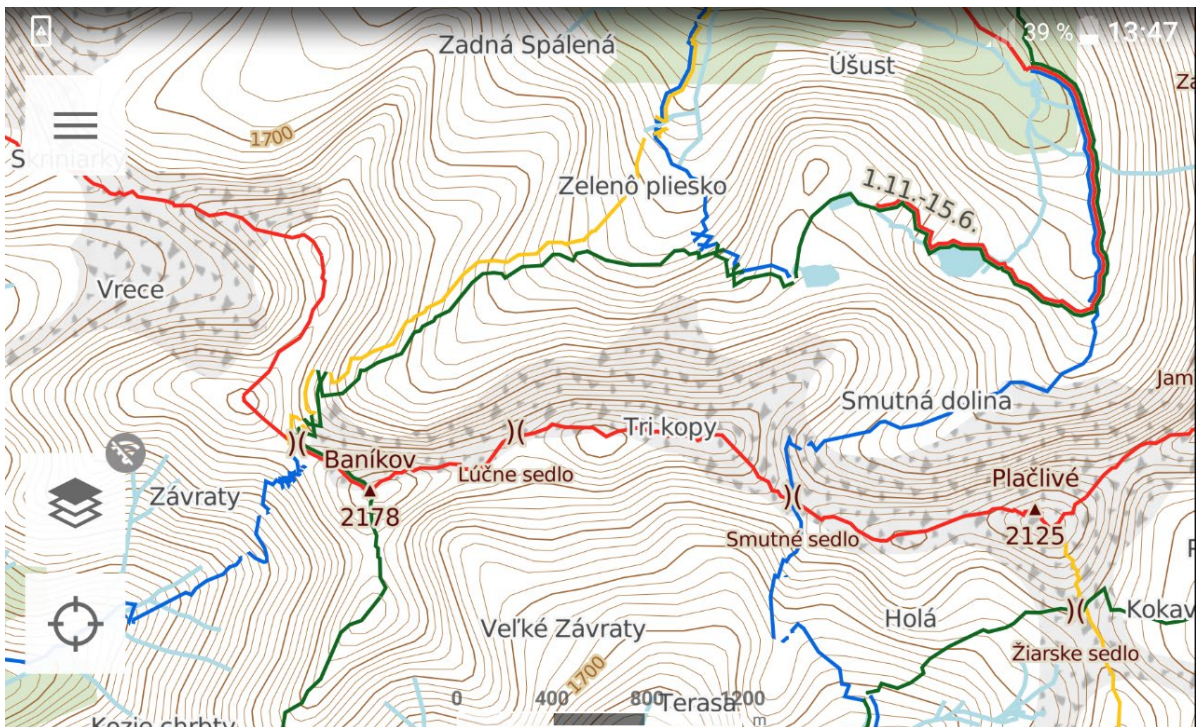 39 % 13:47
Zadná Spálená
Úšust
1700
Skriniarky
Zelenô pliesko
1.11.-15.6.
Vrece
Jam
Smutná dolina
Tri kopy
Baníkov
Ľúčne sedlo
Plačlivé
Závraty
2178
2125
Smutné sedlo
Holá
Kokav
Veľké Závraty
Žiarske sedlo
1700
0 400 800 1200
m
Terasa
Kozie chrbty